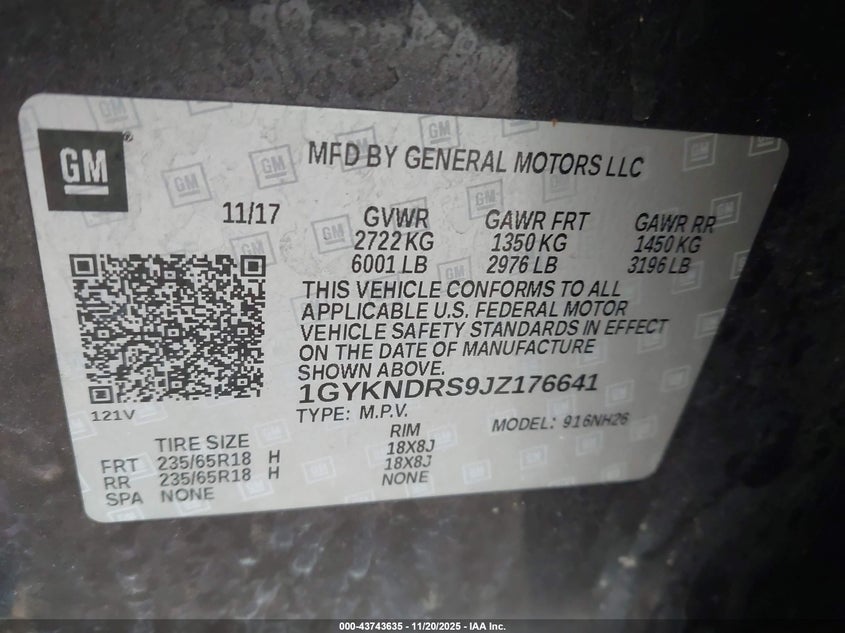 GM
MFD BY GENERAL MOTORS LLC
11/17
GVWR GAWR FRT GAWR RR
2722 KG 1350 KG 1450 KG
6001 LB 2976 LB 3196 LB
THIS VEHICLE CONFORMS TO ALL
APPLICABLE U.S. FEDERAL MOTOR
VEHICLE SAFETY STANDARDS IN EFFECT
ON THE DATE OF MANUFACTURE
SHOWN ABOVE.
1GYKNDRS9JZ176641
TYPE: M.P.V. MODEL: 916NH26
121V
TIRE SIZE RIM
FRT 235/65R18 H 18X8J
RR 235/65R18 H 18X8J
SPA NONE NONE
000-43743635 - 11/20/2025 - IAA Inc.